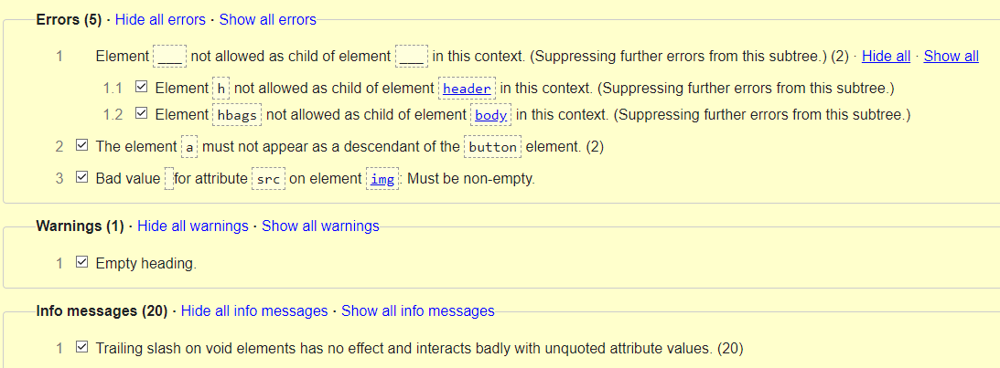 Errors (5) · Hide all errors · Show all errors
1 Element ___ not allowed as child of element ___ in this context. (Suppressing further errors from this subtree.) (2) · Hide all · Show all
1.1 Element h not allowed as child of element header in this context. (Suppressing further errors from this subtree.)
1.2 Element hbags not allowed as child of element body in this context. (Suppressing further errors from this subtree.)
2 The element a must not appear as a descendant of the button element. (2)
3 Bad value for attribute src on element img: Must be non-empty.
Warnings (1) · Hide all warnings · Show all warnings
1 Empty heading.
Info messages (20) · Hide all info messages · Show all info messages
1 Trailing slash on void elements has no effect and interacts badly with unquoted attribute values. (20)